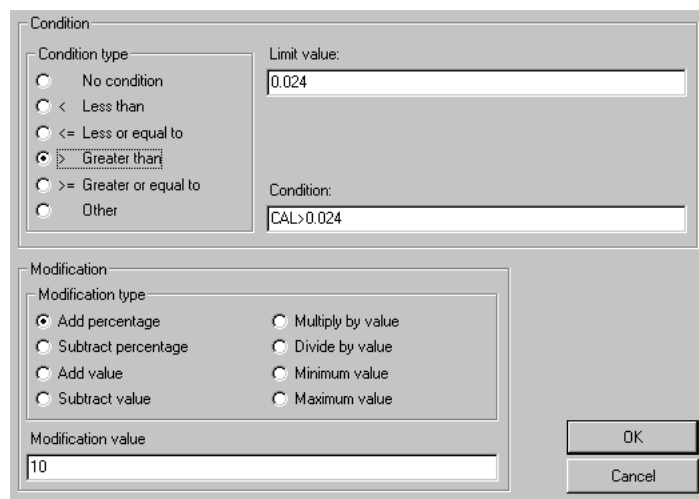 Condition
Condition type
No condition
< Less than
<= Less or equal to
> Greater than
>= Greater or equal to
Other
Limit value:
0.024
Condition:
CAL>0.024
Modification
Modification type
Add percentage
Subtract percentage
Add value
Subtract value
Multiply by value
Divide by value
Minimum value
Maximum value
Modification value
10
OK
Cancel